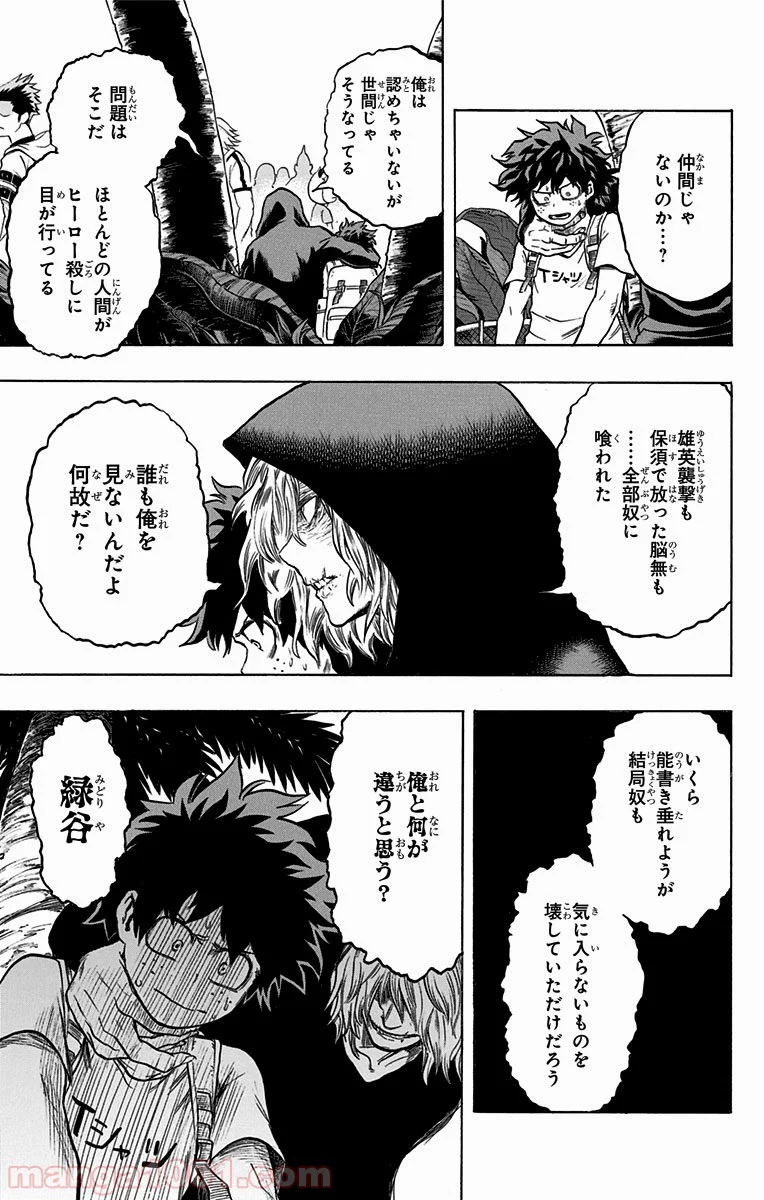 仲間じゃ
ないのか…?
Tシャツ
俺は
認めちゃいないが
世間じゃ
そうなってる
問題は
そこだ
ほとんどの人間が
ヒーロー殺しに
目が行ってる
雄英襲撃も
保須で放った脳無も
……全部奴に
喰われた
誰も俺を
見ないんだよ
何故だ?
いくら
能書き垂れようが
結局奴も
気に入らないものを
壊していただけだろう
俺と何が
違うと思う?
緑谷
Tシャツ